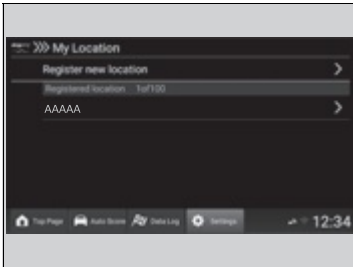 My Location
Register new location
Registered location 1of100
AAAAA
Top Page Auto Score Data Log Settings 12:34